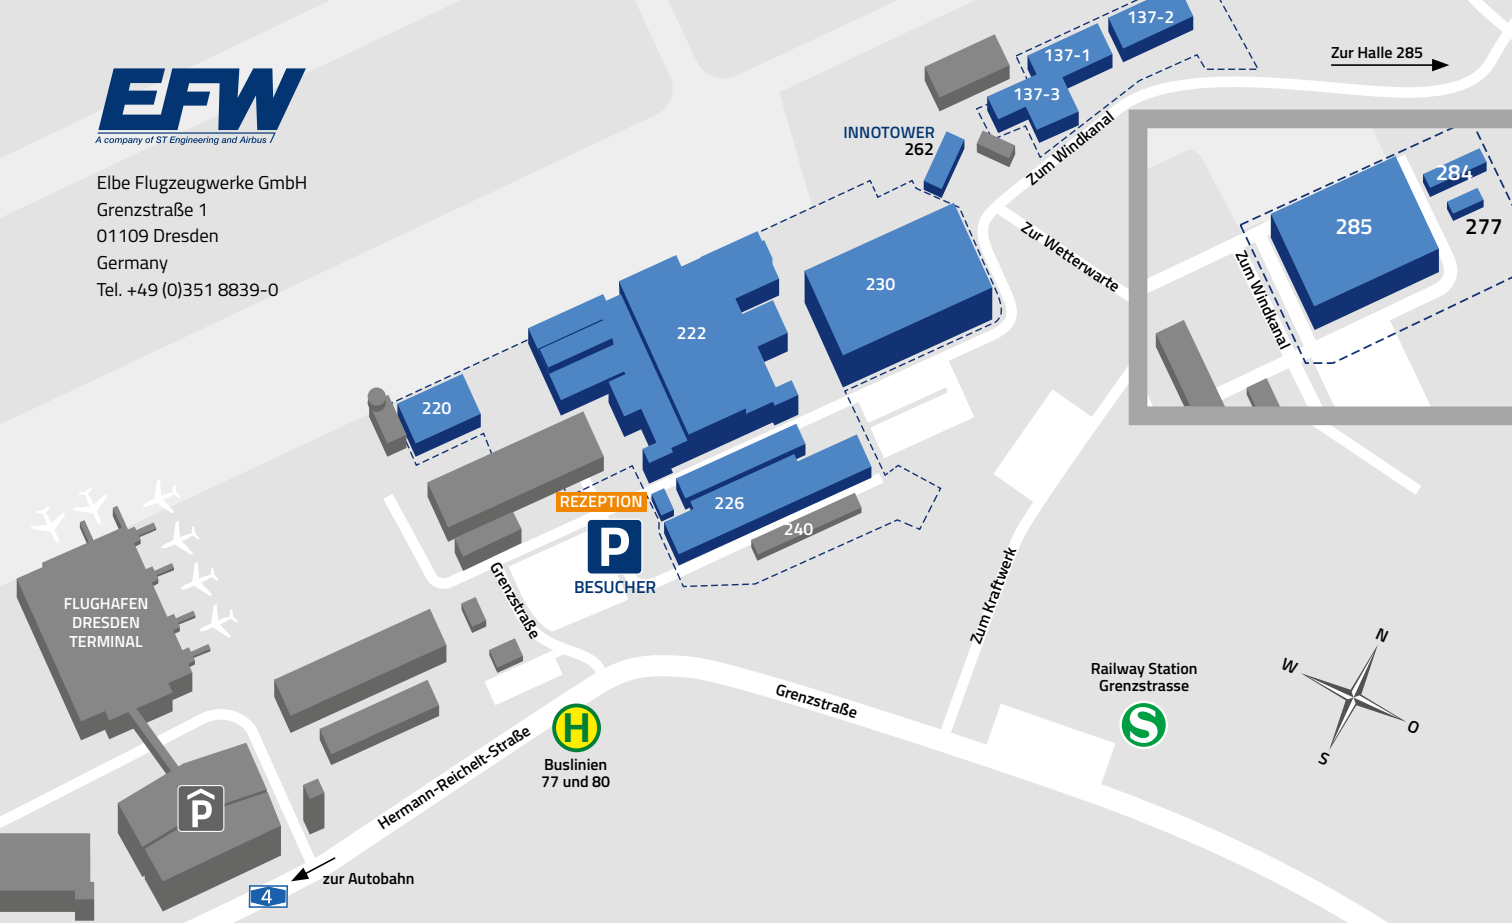 EFW
A company of ST Engineering and Airbus
Elbe Flugzeugwerke GmbH
Grenzstraße 1
01109 Dresden
Germany
Tel. +49 (0)351 8839-0
137-2
137-1
137-3
Zur Halle 285
INNOTOWER
262
Zum Windkanal
Zur Wetterwarte
284
285
277
Zum Windkanal
230
222
220
REZEPTION
226
240
P
BESUCHER
Grenzstraße
Zum Kraftwerk
FLUGHAFEN
DRESDEN
TERMINAL
Railway Station
Grenzstrasse
S
N
W
O
S
Grenzstraße
H
Buslinien
77 und 80
Hermann-Reichelt-Straße
P
zur Autobahn
4